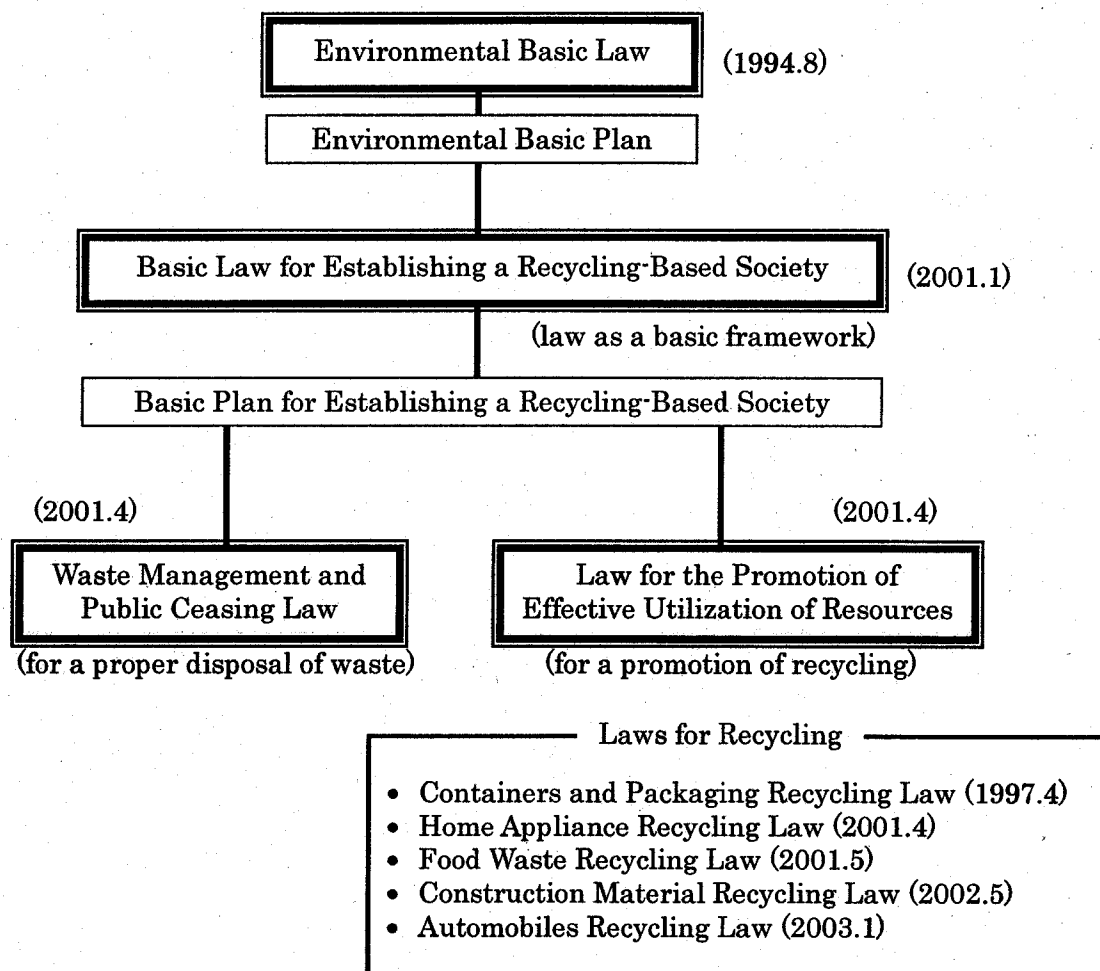 Environmental Basic Law
(1994.8)
Environmental Basic Plan
Basic Law for Establishing a Recycling-Based Society
(2001.1)
(law as a basic framework)
Basic Plan for Establishing a Recycling-Based Society
(2001.4)
(2001.4)
Waste Management and
Public Ceasing Law
Law for the Promotion of
Effective Utilization of Resources
(for a proper disposal of waste)
(for a promotion of recycling)
Laws for Recycling
• Containers and Packaging Recycling Law (1997.4)
• Home Appliance Recycling Law (2001.4)
• Food Waste Recycling Law (2001.5)
• Construction Material Recycling Law (2002.5)
• Automobiles Recycling Law (2003.1)